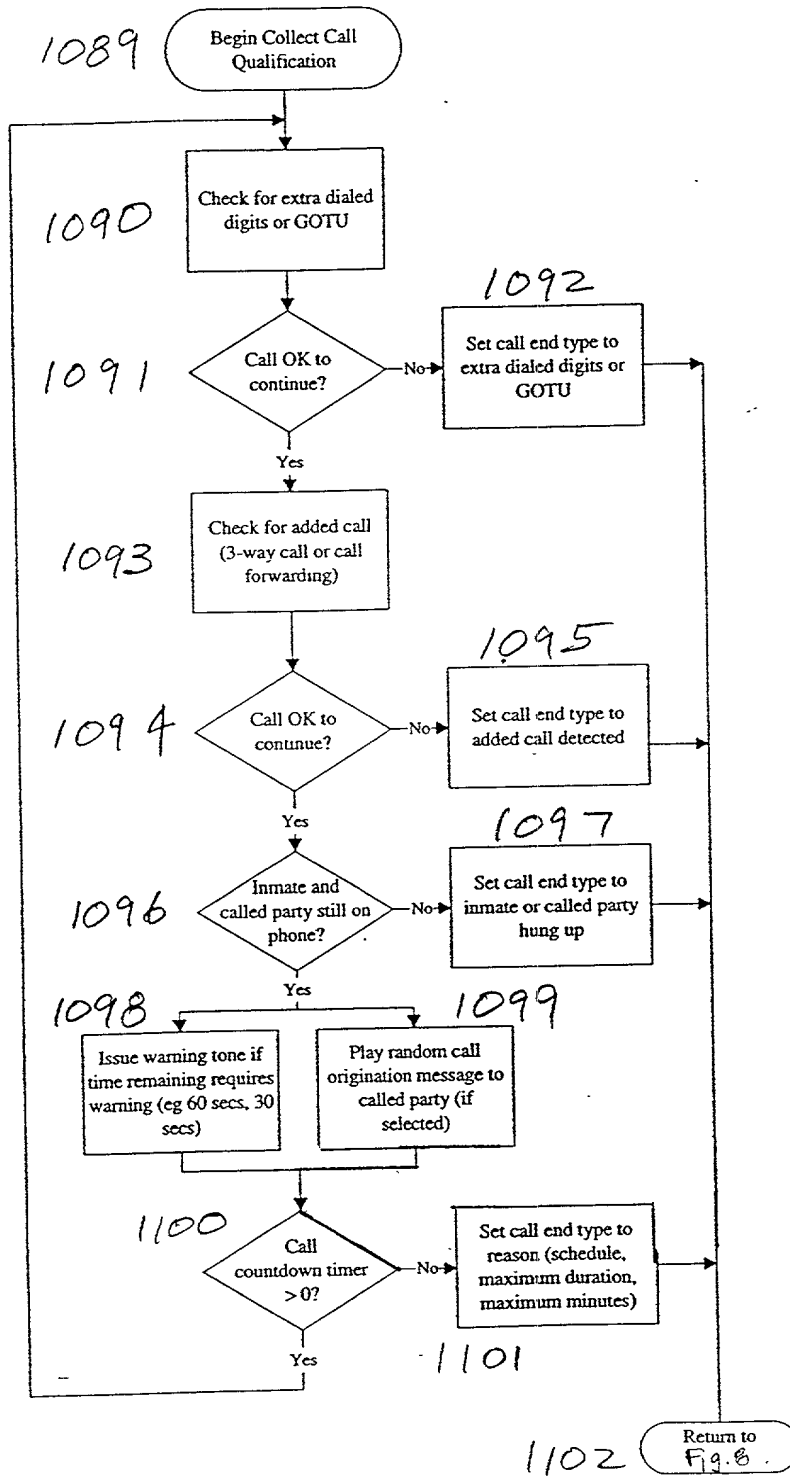 1089
Begin Collect Call
Qualification
1090
Check for extra dialed
digits or GOTU
1091
Call OK to
continue?
No
1092
Set call end type to
extra dialed digits or
GOTU
Yes
1093
Check for added call
(3-way call or call
forwarding)
1094
Call OK to
continue?
No
1095
Set call end type to
added call detected
Yes
1096
Inmate and
called party still on
phone?
No
1097
Set call end type to
inmate or called party
hung up
Yes
1098
Issue warning tone if
time remaining requires
warning (eg 60 secs, 30
secs)
1099
Play random call
origination message to
called party (if
selected)
1100
Call
countdown timer
> 0?
No
Set call end type to
reason (schedule,
maximum duration,
maximum minutes)
1101
Yes
1102
Return to
Fig. 8.